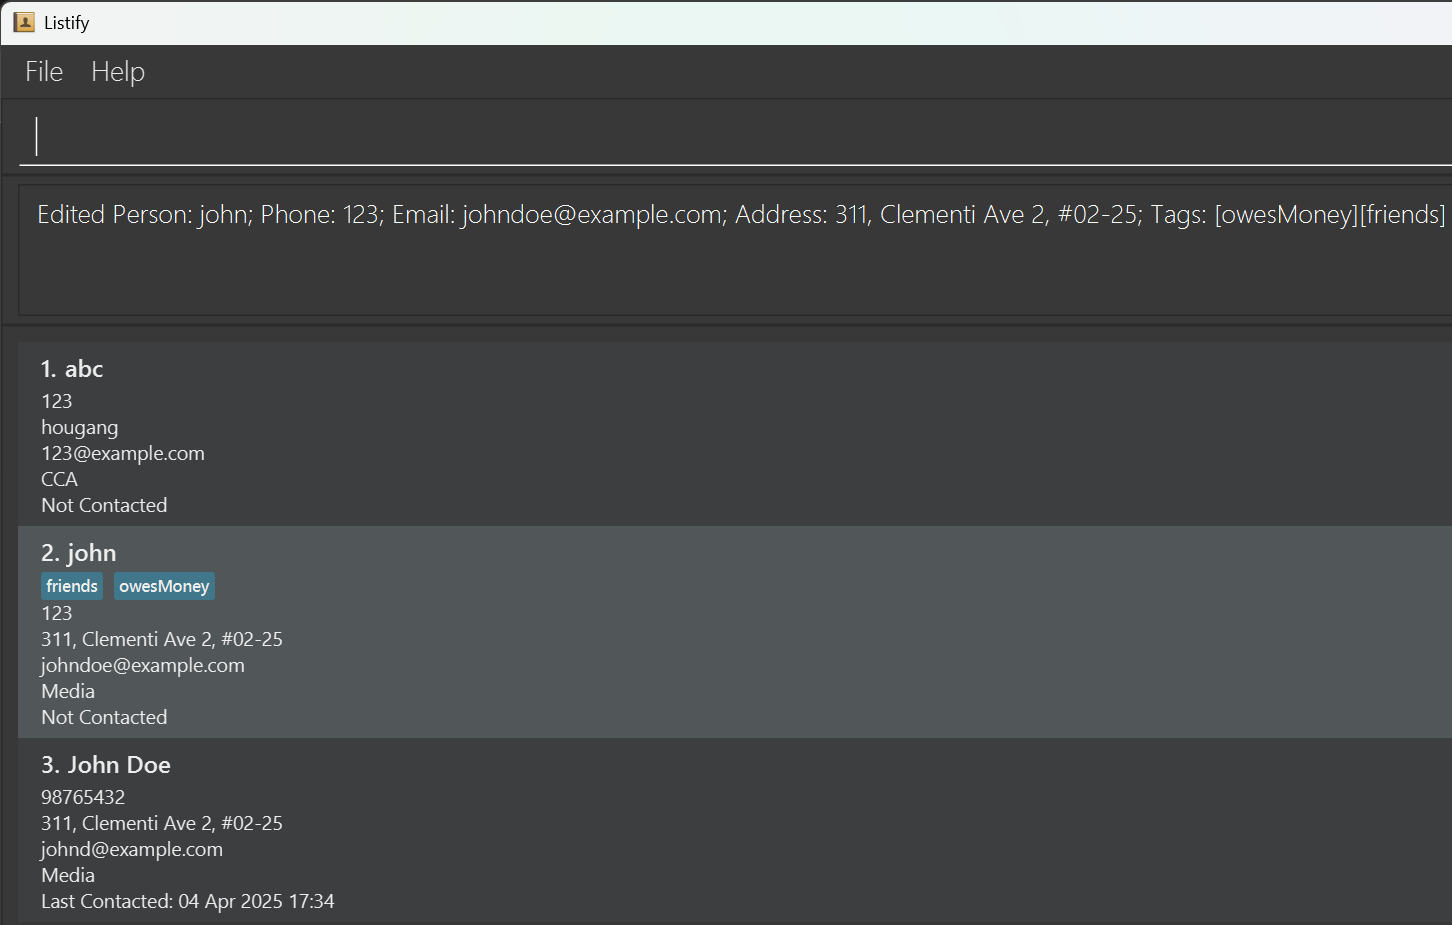 Listify
File Help
Edited Person: john; Phone: 123; Email: johndoe@example.com; Address: 311, Clementi Ave 2, #02-25; Tags: [owesMoney][friends]
1. abc
123
hougang
123@example.com
CCA
Not Contacted
2. john
friends owesMoney
123
311, Clementi Ave 2, #02-25
johndoe@example.com
Media
Not Contacted
3. John Doe
98765432
311, Clementi Ave 2, #02-25
johnd@example.com
Media
Last Contacted: 04 Apr 2025 17:34